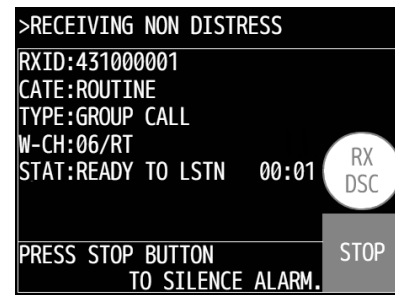 >RECEIVING NON DISTRESS
RXID:431000001
CATE:ROUTINE
TYPE:GROUP CALL
W-CH:06/RT
STAT:READY TO LSTN 00:01
RX
DSC
PRESS STOP BUTTON
TO SILENCE ALARM.
STOP